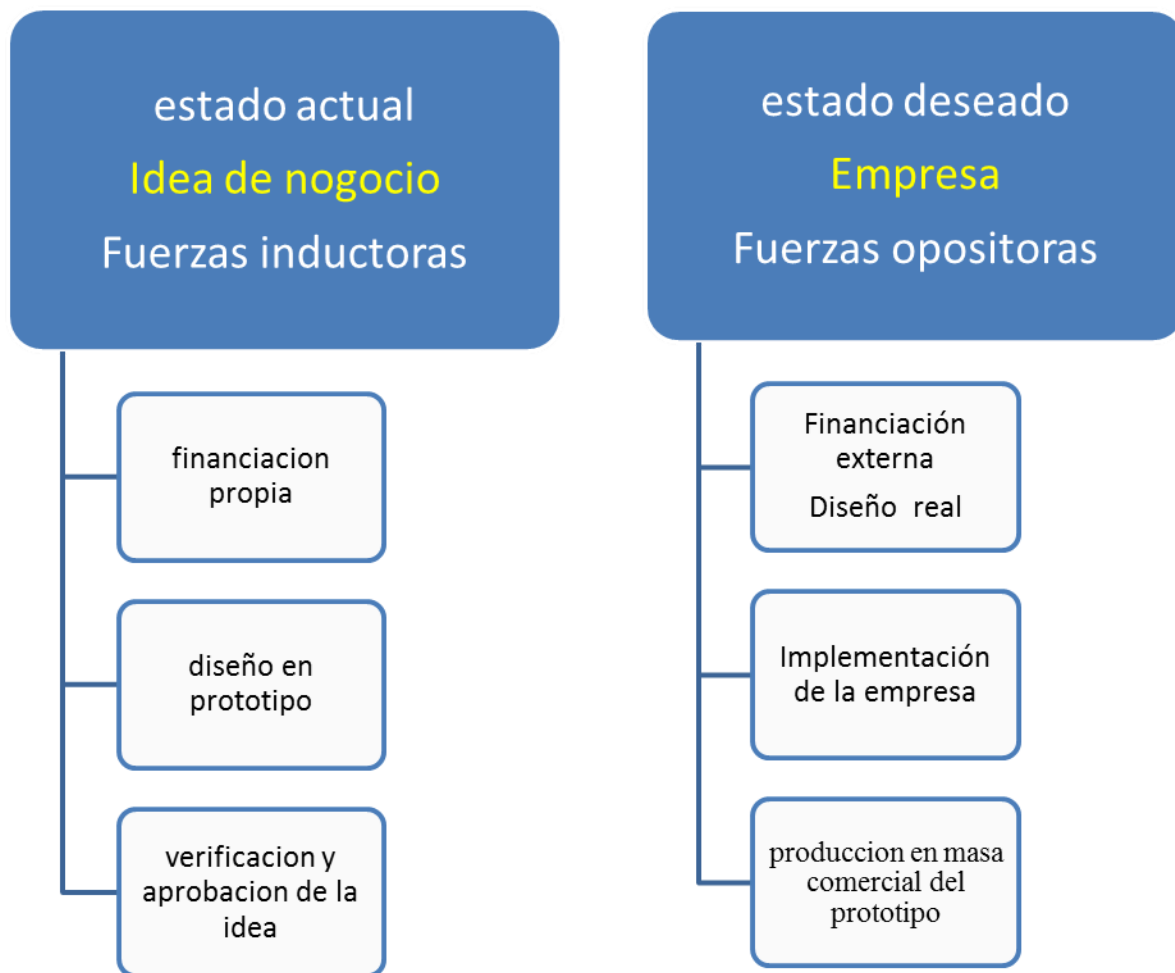 estado actual
Idea de nogocio
Fuerzas inductoras
financiacion
propia
diseño en
prototipo
verificacion y
aprobacion de la
idea
estado deseado
Empresa
Fuerzas opositoras
Financiación
externa
Diseño real
Implementación
de la empresa
produccion en masa
comercial del
prototipo